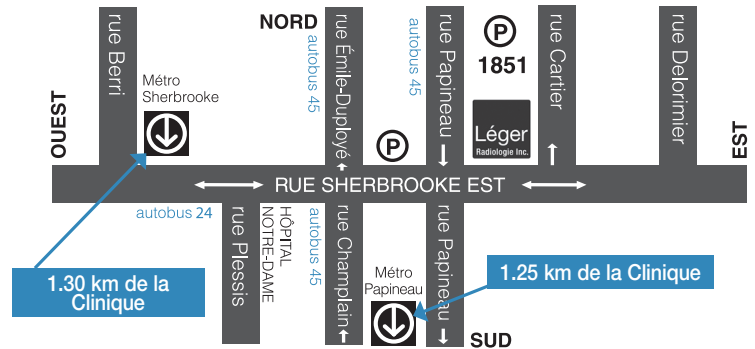 NORD
P
1851
rue Berri
autobus 45
rue Émile-Duployé
autobus 45
rue Papineau
rue Cartier
rue Delorimier
Métro
Sherbrooke
OUEST
P
Léger
Radiologie Inc.
EST
RUE SHERBROOKE EST
autobus 24
rue Plessis
HÔPITAL
NOTRE-DAME
autobus 45
rue Champlain
Métro
Papineau
rue Papineau
1.30 km de la
Clinique
1.25 km de la Clinique
SUD